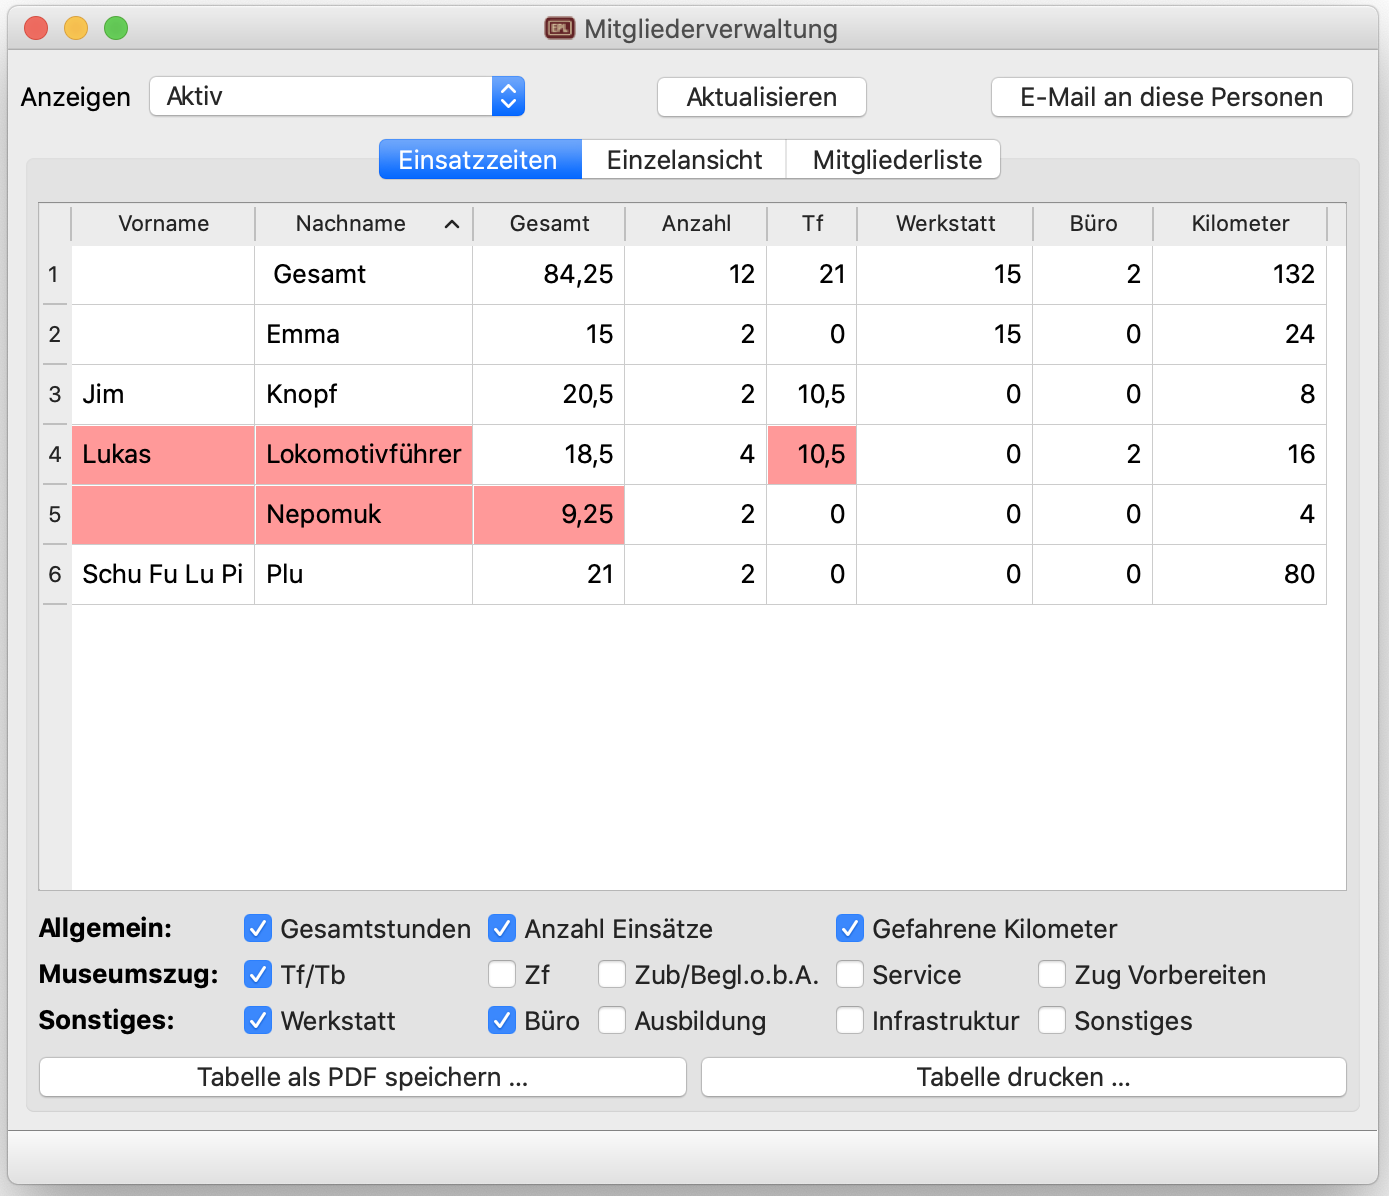 EPL Mitgliederverwaltung
Anzeigen Aktiv Aktualisieren E-Mail an diese Personen
Einsatzzeiten Einzelansicht Mitgliederliste
Vorname Nachname Gesamt Anzahl Tf Werkstatt Büro Kilometer
1 Gesamt 84,25 12 21 15 2 132
2 Emma 15 2 0 15 0 24
3 Jim Knopf 20,5 2 10,5 0 0 8
4 Lukas Lokomotivführer 18,5 4 10,5 0 2 16
5 Nepomuk 9,25 2 0 0 0 4
6 Schu Fu Lu Pi Plu 21 2 0 0 0 80
Allgemein: Gesamtstunden Anzahl Einsätze Gefahrene Kilometer
Museumszug: Tf/Tb Zf Zub/Begl.o.b.A. Service Zug Vorbereiten
Sonstiges: Werkstatt Büro Ausbildung Infrastruktur Sonstiges
Tabelle als PDF speichern ... Tabelle drucken ...